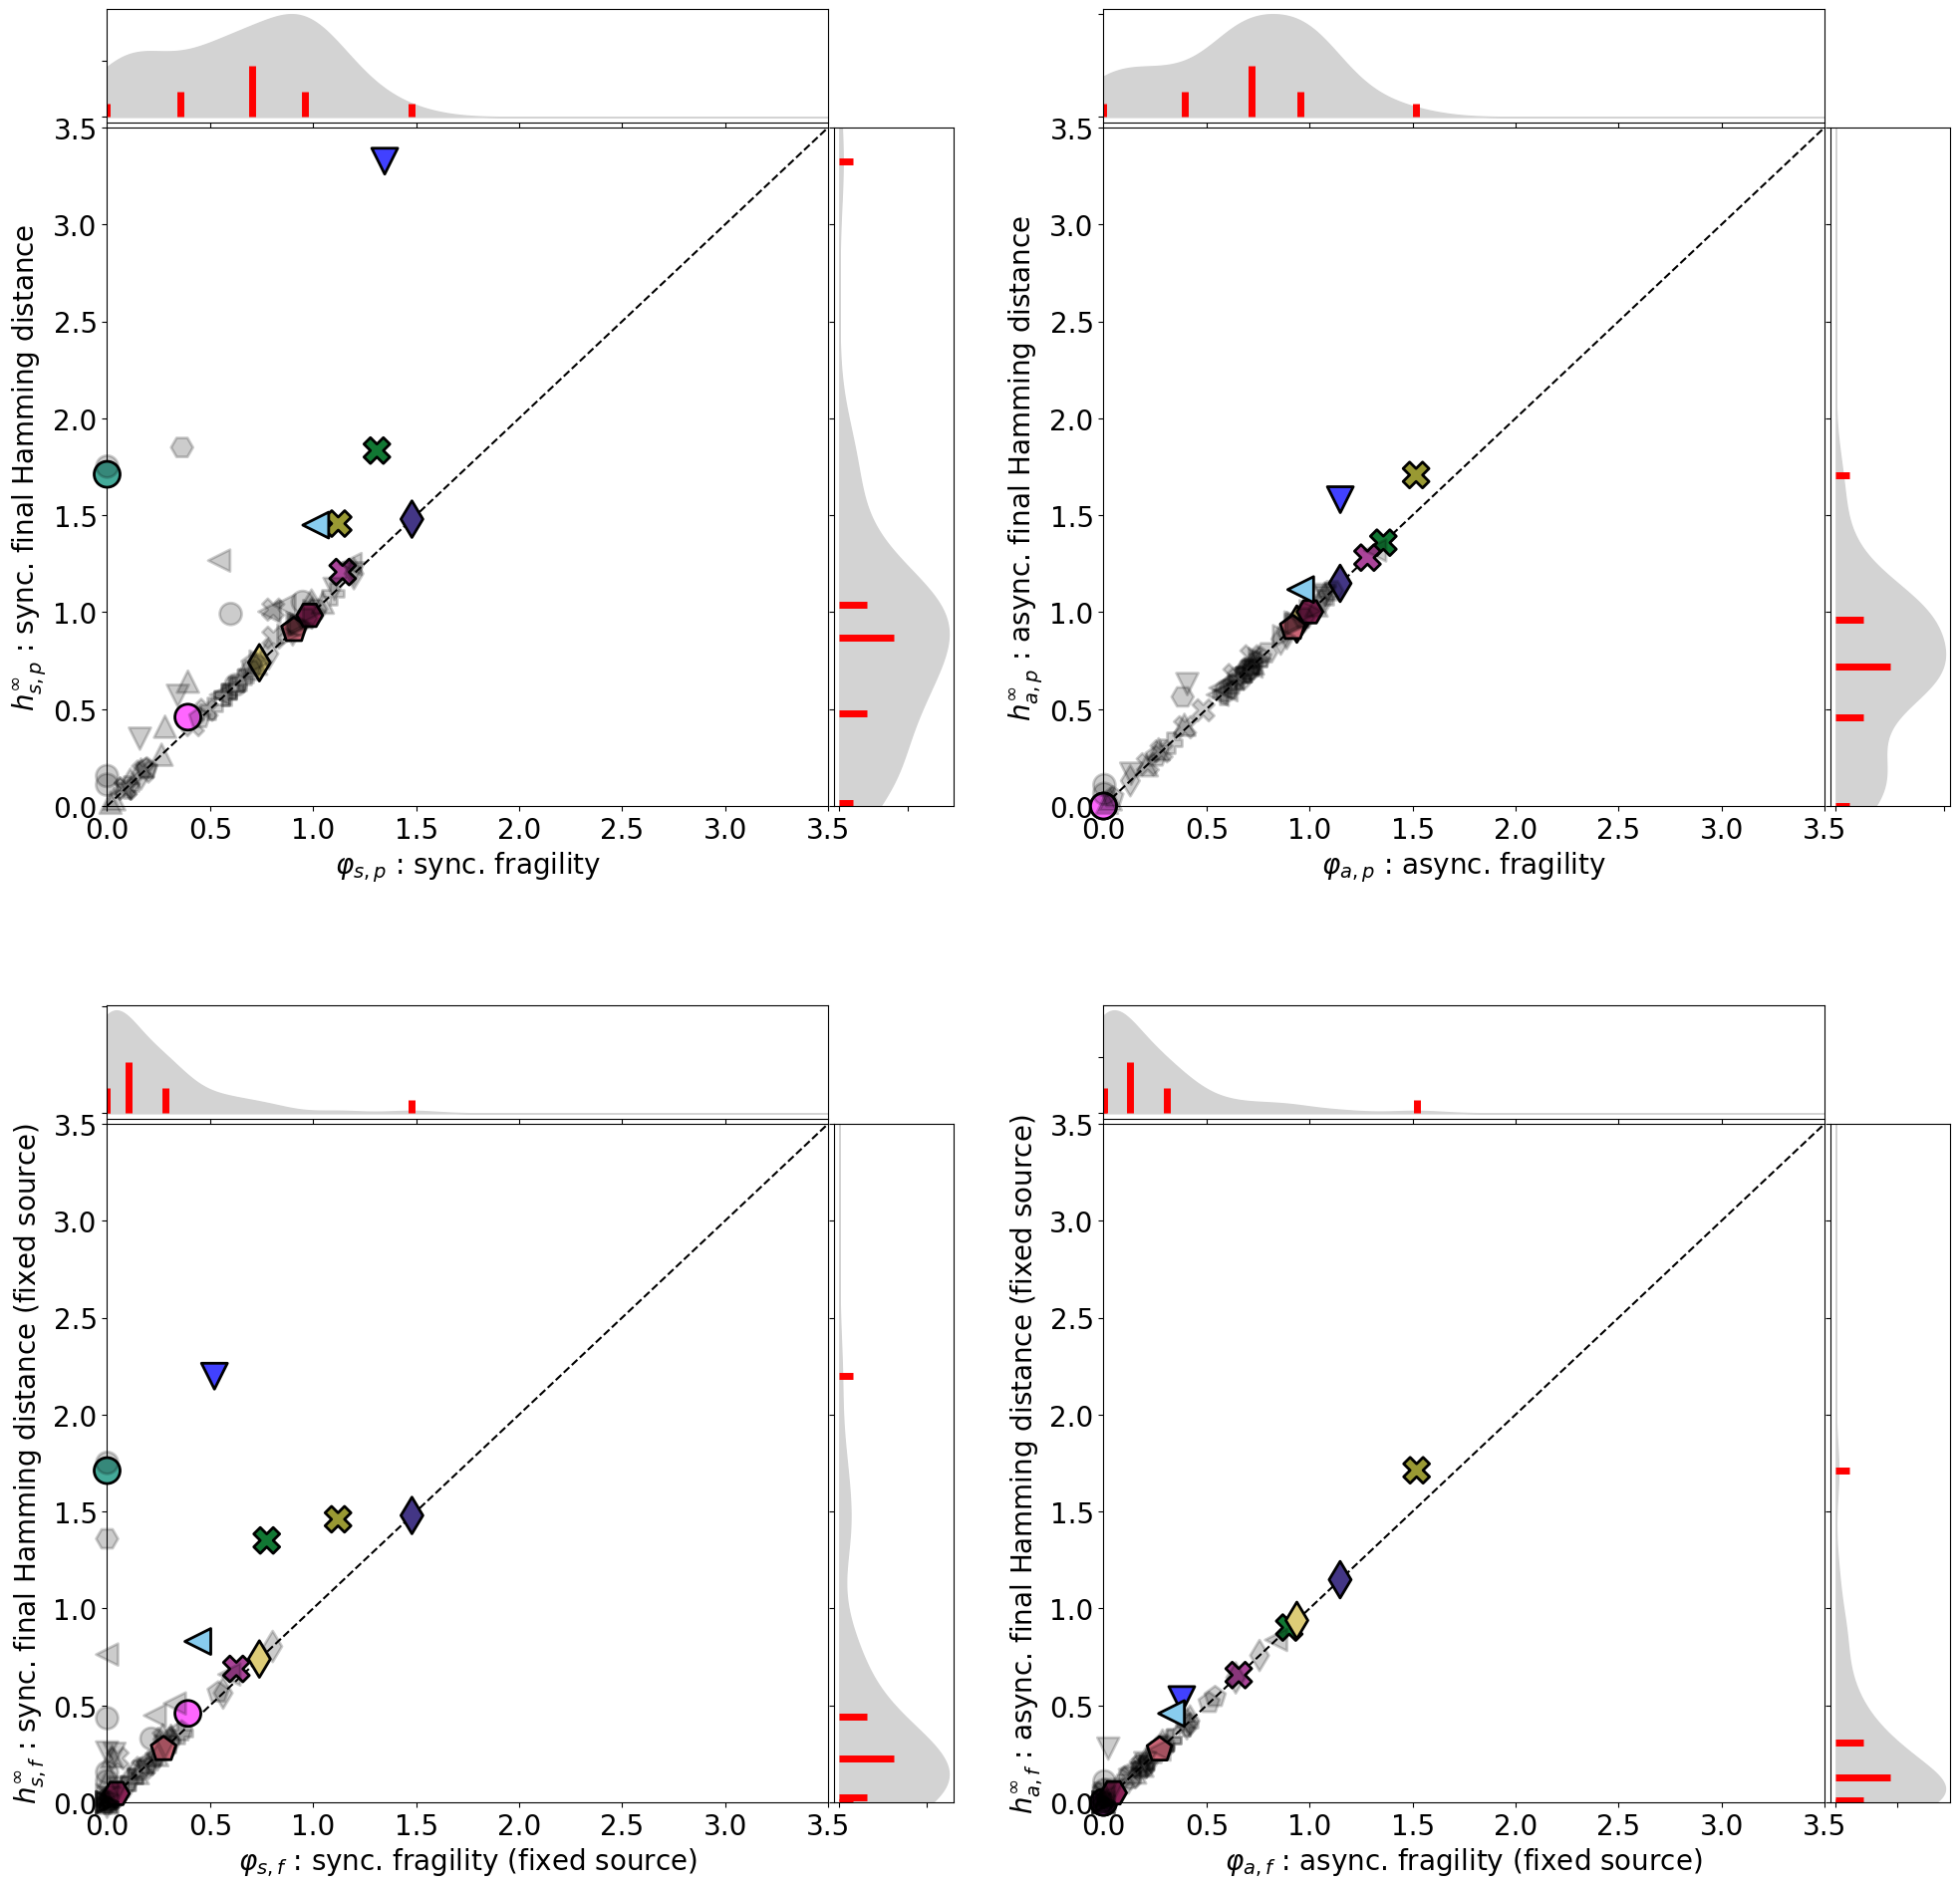 3.5
3.0
2.5
2.0
1.5
1.0
0.5
0.0
h^∞_{s,p} : sync. final Hamming distance
0.0 0.5 1.0 1.5 2.0 2.5 3.0 3.5
φ_{s,p} : sync. fragility
3.5
3.0
2.5
2.0
1.5
1.0
0.5
0.0
h^∞_{a,p} : async. final Hamming distance
0.0 0.5 1.0 1.5 2.0 2.5 3.0 3.5
φ_{a,p} : async. fragility
3.5
3.0
2.5
2.0
1.5
1.0
0.5
0.0
h^∞_{s,f} : sync. final Hamming distance (fixed source)
0.0 0.5 1.0 1.5 2.0 2.5 3.0 3.5
φ_{s,f} : sync. fragility (fixed source)
3.5
3.0
2.5
2.0
1.5
1.0
0.5
0.0
h^∞_{a,f} : async. final Hamming distance (fixed source)
0.0 0.5 1.0 1.5 2.0 2.5 3.0 3.5
φ_{a,f} : async. fragility (fixed source)